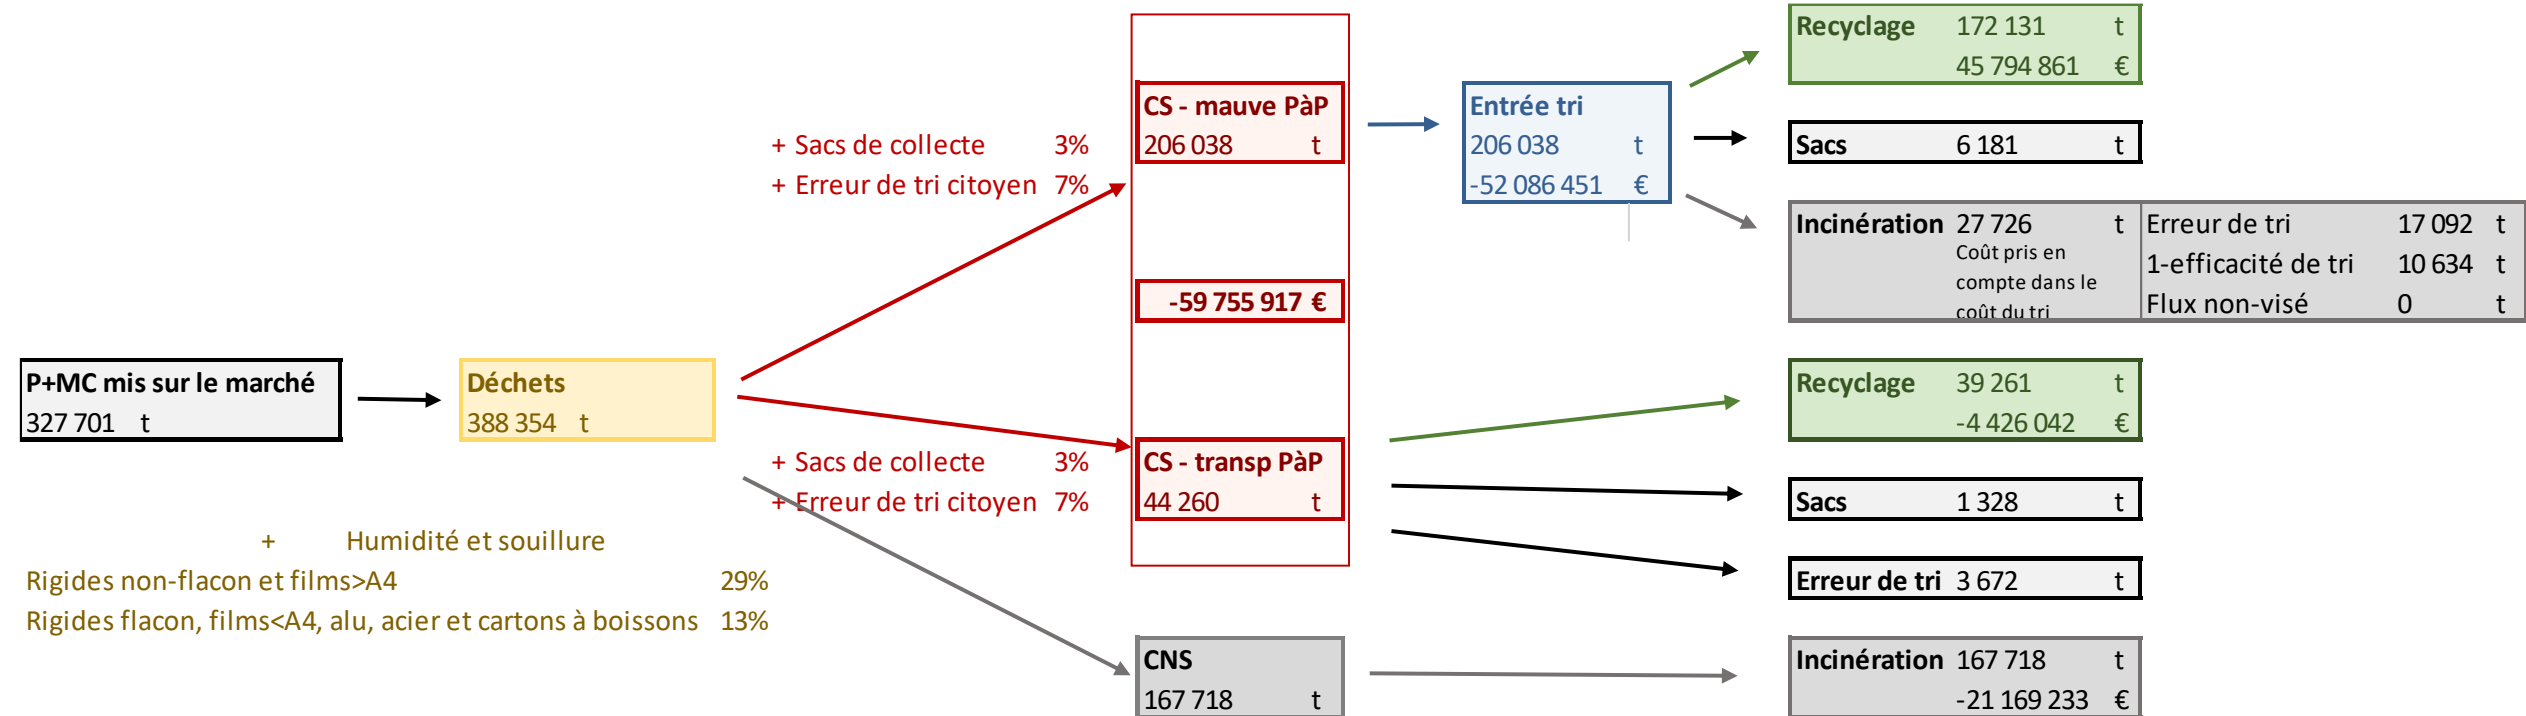 P+MC mis sur le marché
327 701 t
Déchets
388 354 t
+ Humidité et souillure
Rigides non-flacon et films>A4 29%
Rigides flacon, films<A4, alu, acier et cartons à boissons 13%
+ Sacs de collecte 3%
+ Erreur de tri citoyen 7%
+ Sacs de collecte 3%
+ Erreur de tri citoyen 7%
CS - mauve PàP
206 038 t
-59 755 917 €
CS - transp PàP
44 260 t
CNS
167 718 t
Entrée tri
206 038 t
-52 086 451 €
Recyclage 172 131 t
45 794 861 €
Sacs 6 181 t
Incinération 27 726 t
Coût pris en
compte dans le
coût du tri
Erreur de tri 17 092 t
1-efficacité de tri 10 634 t
Flux non-visé 0 t
Recyclage 39 261 t
-4 426 042 €
Sacs 1 328 t
Erreur de tri 3 672 t
Incinération 167 718 t
-21 169 233 €